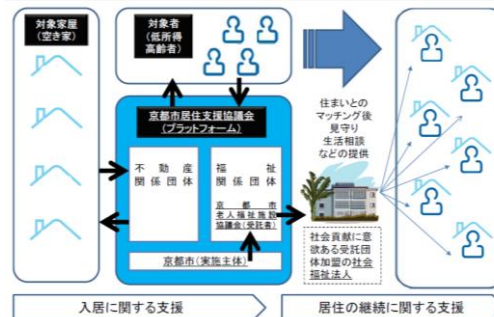 対象家屋
(空き家)
対象者
(低所得
高齢者)
京都市居住支援協議会
(プラットフォーム)
不動産
関係団体
福祉
関係団体
京都市
老人福祉施設
協議会(受託者)
京都市(実施主体)
住まいとの
マッチング後
見守り
生活相談
などの提供
社会貢献に意
欲ある受託団
体加盟の社会
福祉法人
入居に関する支援
居住の継続に関する支援